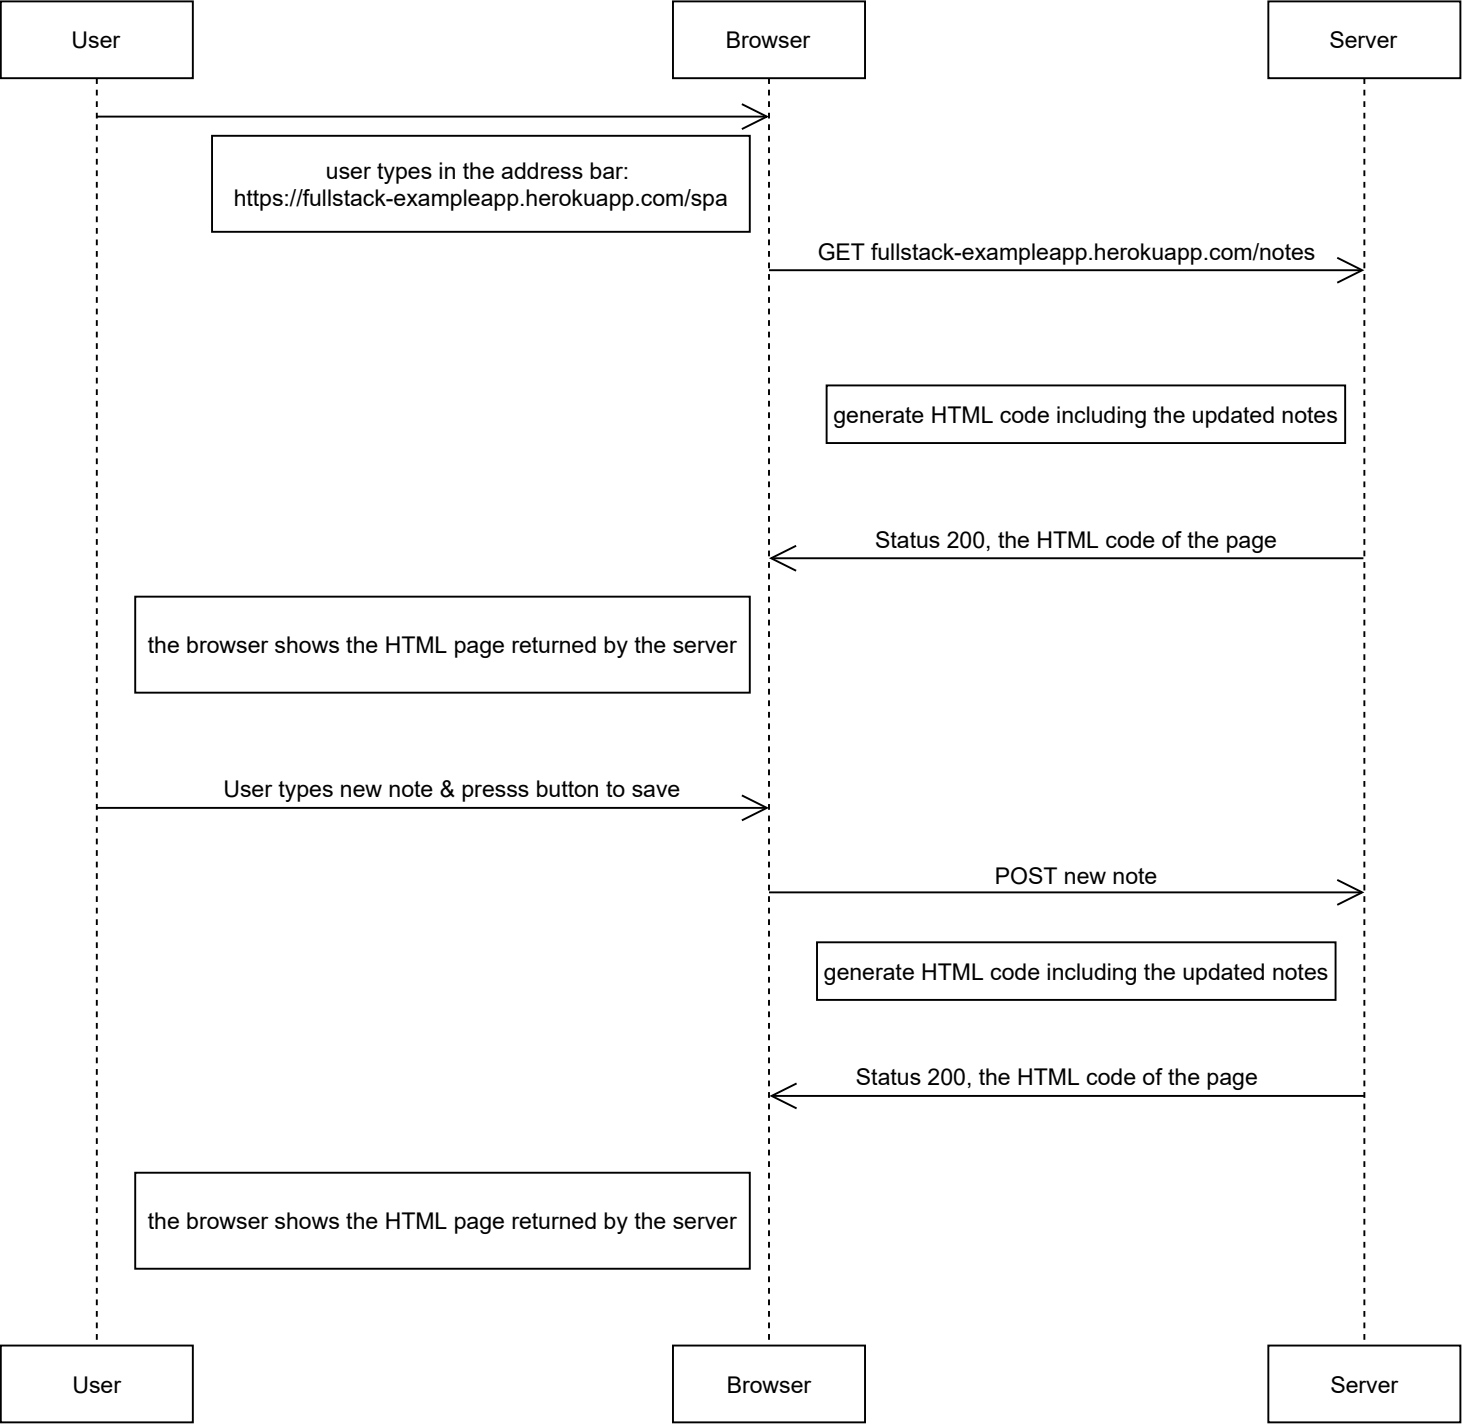 User
Browser
Server
user types in the address bar:
https://fullstack-exampleapp.herokuapp.com/spa
GET fullstack-exampleapp.herokuapp.com/notes
generate HTML code including the updated notes
Status 200, the HTML code of the page
the browser shows the HTML page returned by the server
User types new note & presss button to save
POST new note
generate HTML code including the updated notes
Status 200, the HTML code of the page
the browser shows the HTML page returned by the server
User
Browser
Server